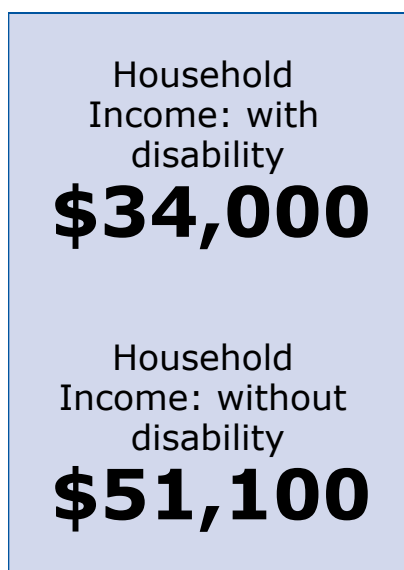 Household
Income: with
disability
$34,000
Household
Income: without
disability
$51,100